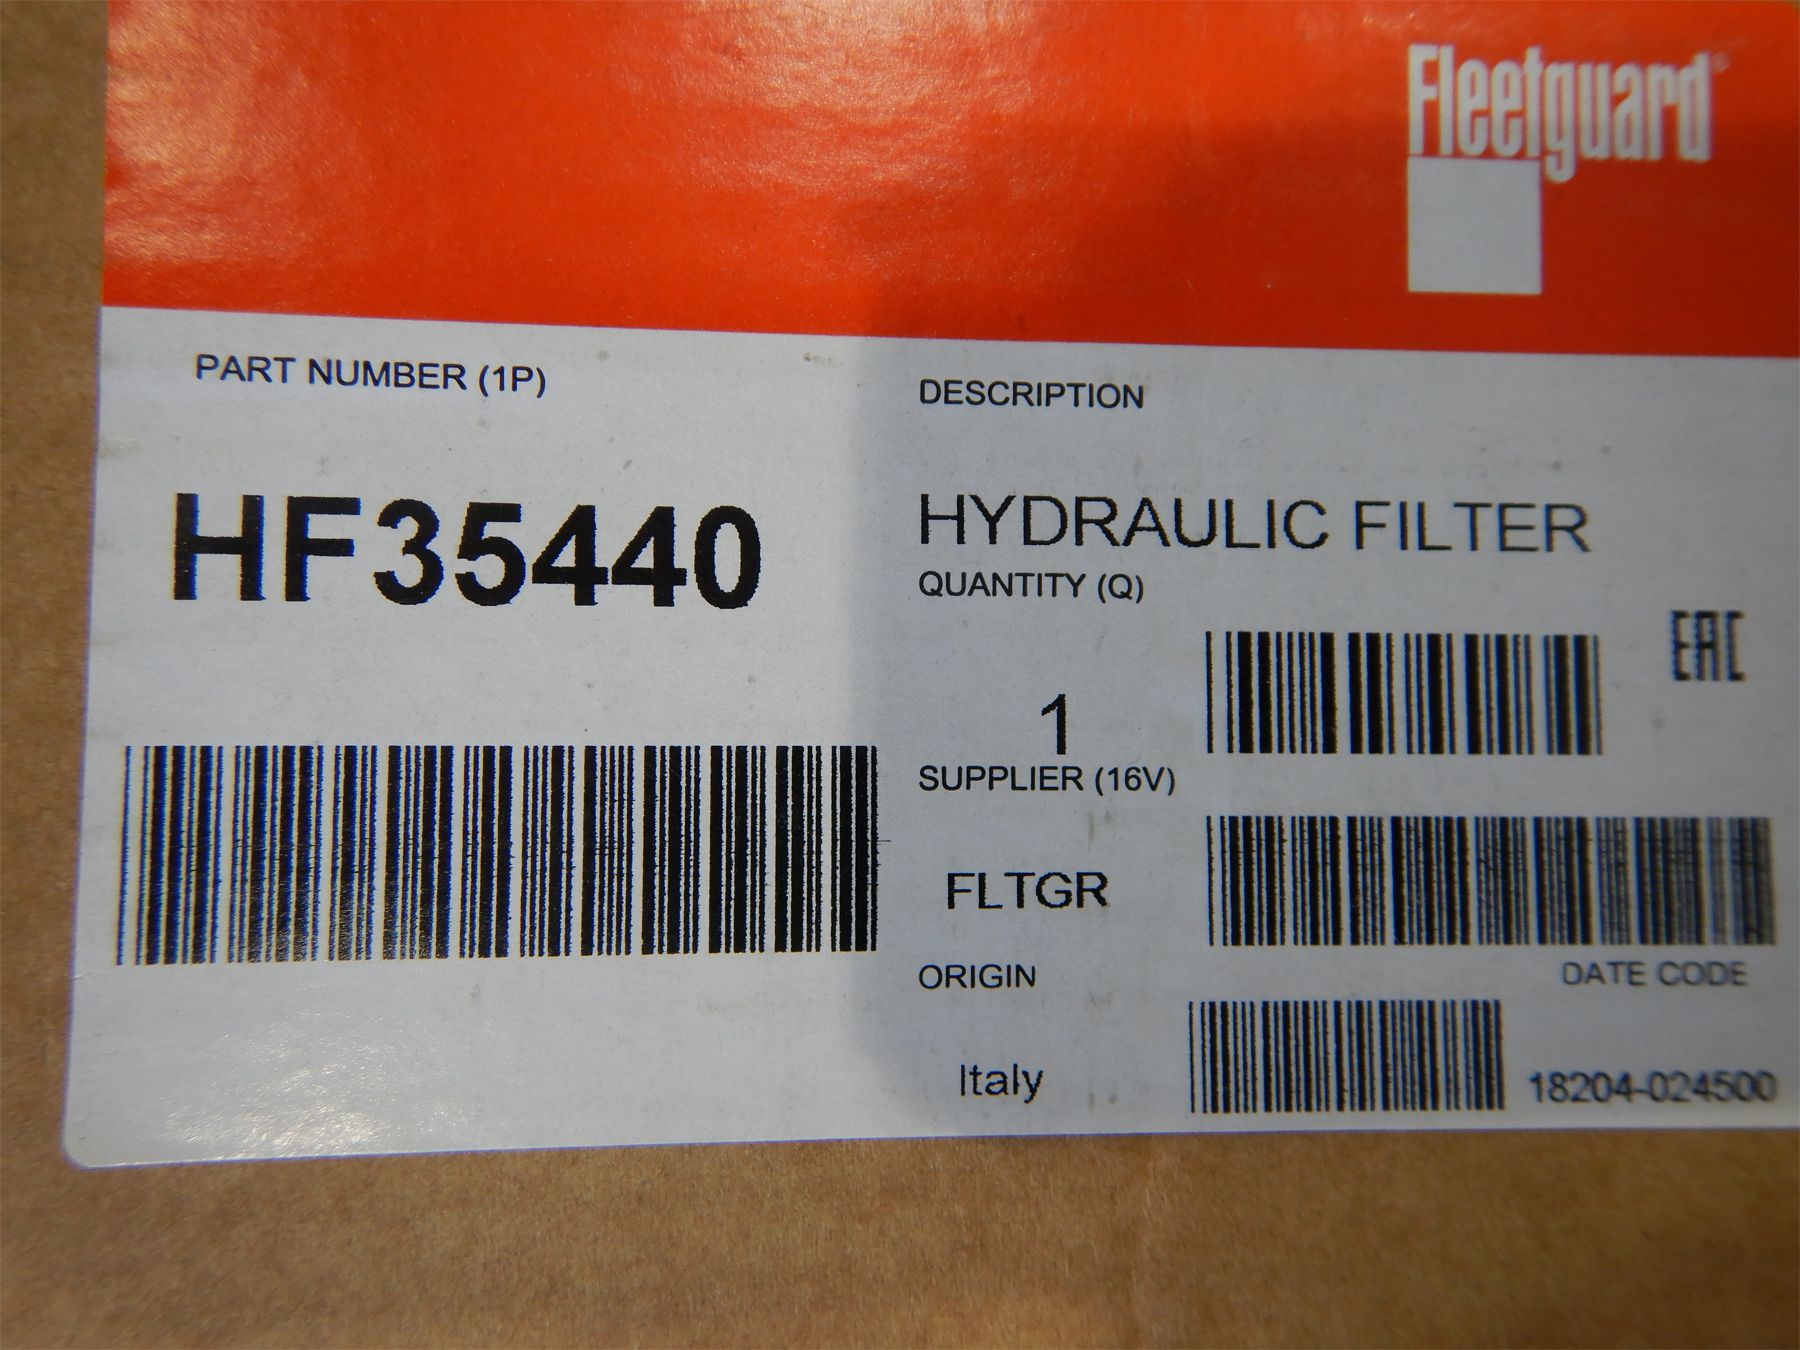 Fleetguard®
PART NUMBER (1P)
HF35440
DESCRIPTION
HYDRAULIC FILTER
QUANTITY (Q)
1
EAC
SUPPLIER (16V)
FLTGR
ORIGIN
Italy
DATE CODE
18204-024500